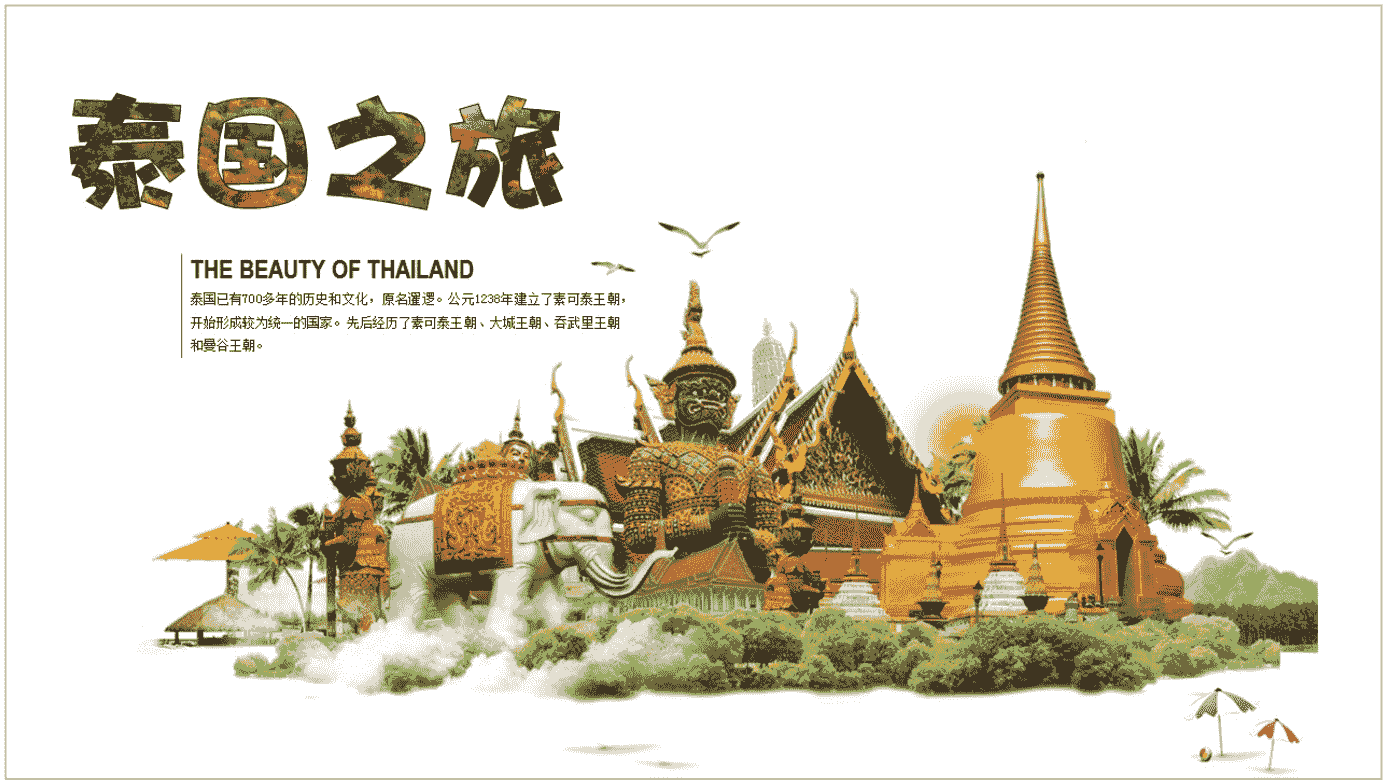 泰国之旅
THE BEAUTY OF THAILAND
泰国已有700多年的历史和文化，原名暹逻。公元1238年建立了素可泰王朝，
开始形成较为统一的国家。先后经历了素可泰王朝、大城王朝、吞武里王朝
和曼谷王朝。